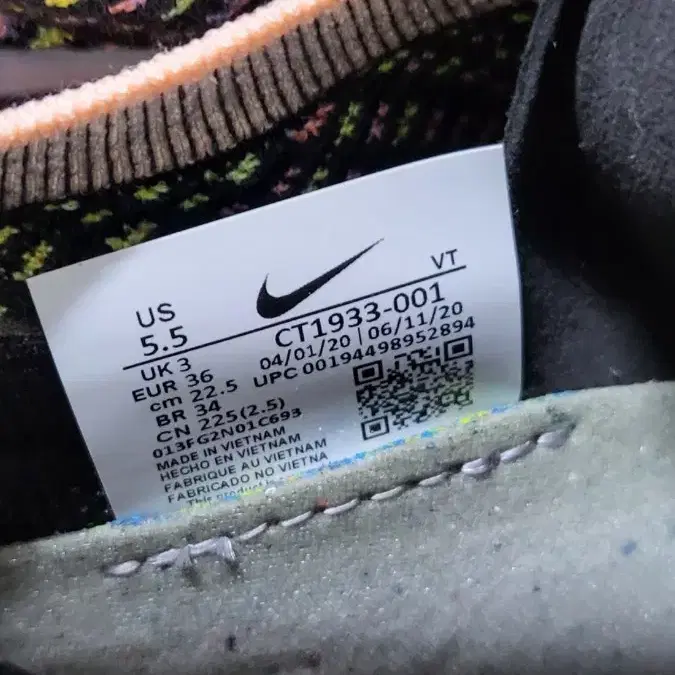 US
5.5
VT
UK 3
CT1933-001
EUR 36
04/01/20 | 06/11/20
cm 22.5
UPC 00194498952894
BR 34
CN 225(2.5)
013FG2N01C693
MADE IN VIETNAM
HECHO EN VIETNAM
FABRIQUE AU VIETNAM
FABRICADO NO VIETNA
This